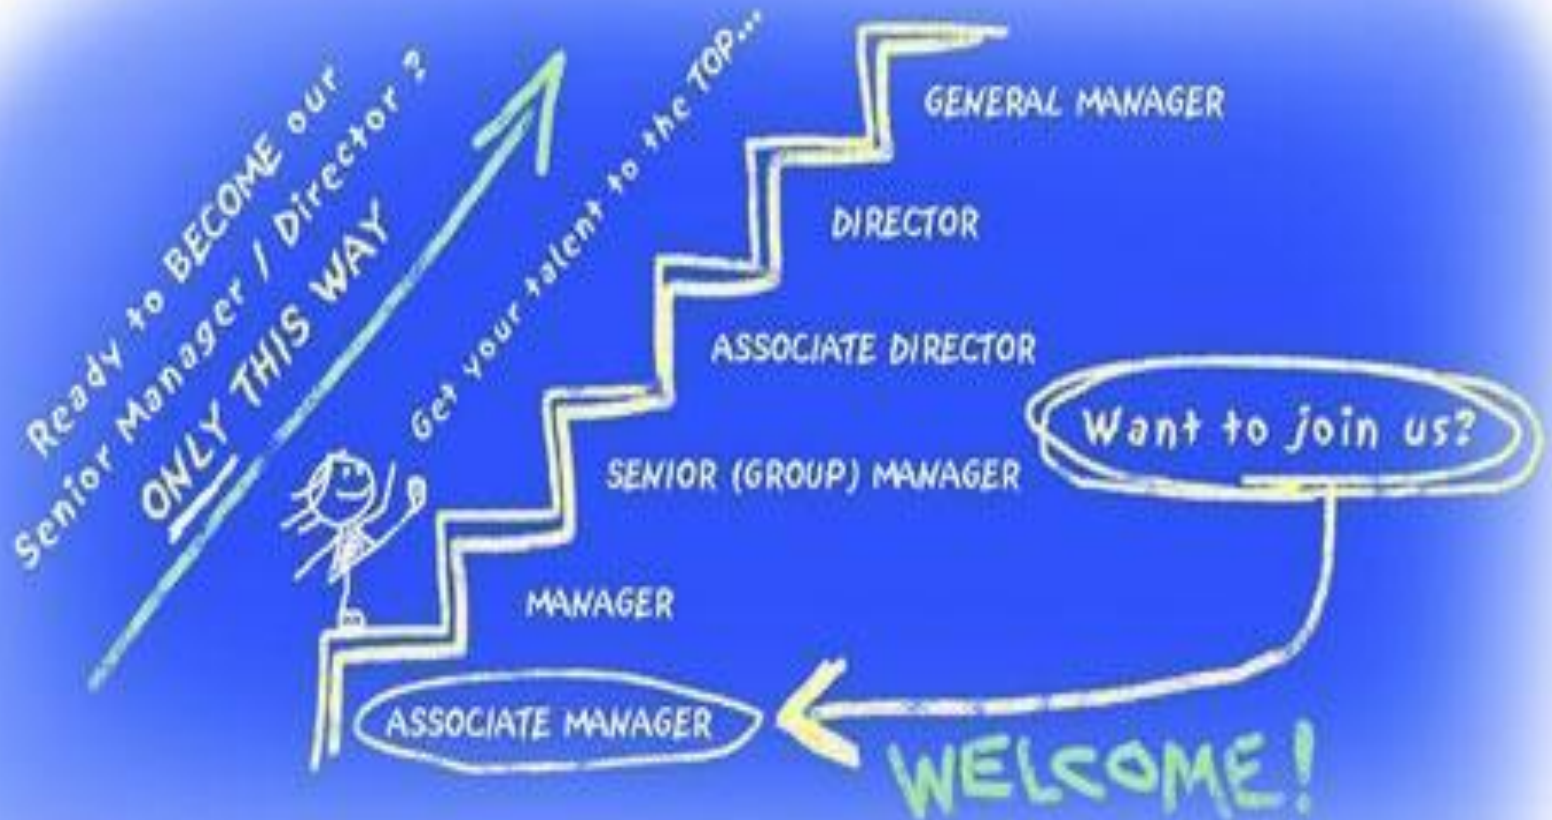 Ready to BECOME our
Senior Manager / Director ?
ONLY THIS WAY
Get your talent to the TOP...
GENERAL MANAGER
DIRECTOR
ASSOCIATE DIRECTOR
SENIOR (GROUP) MANAGER
MANAGER
ASSOCIATE MANAGER
Want to join us?
WELCOME!